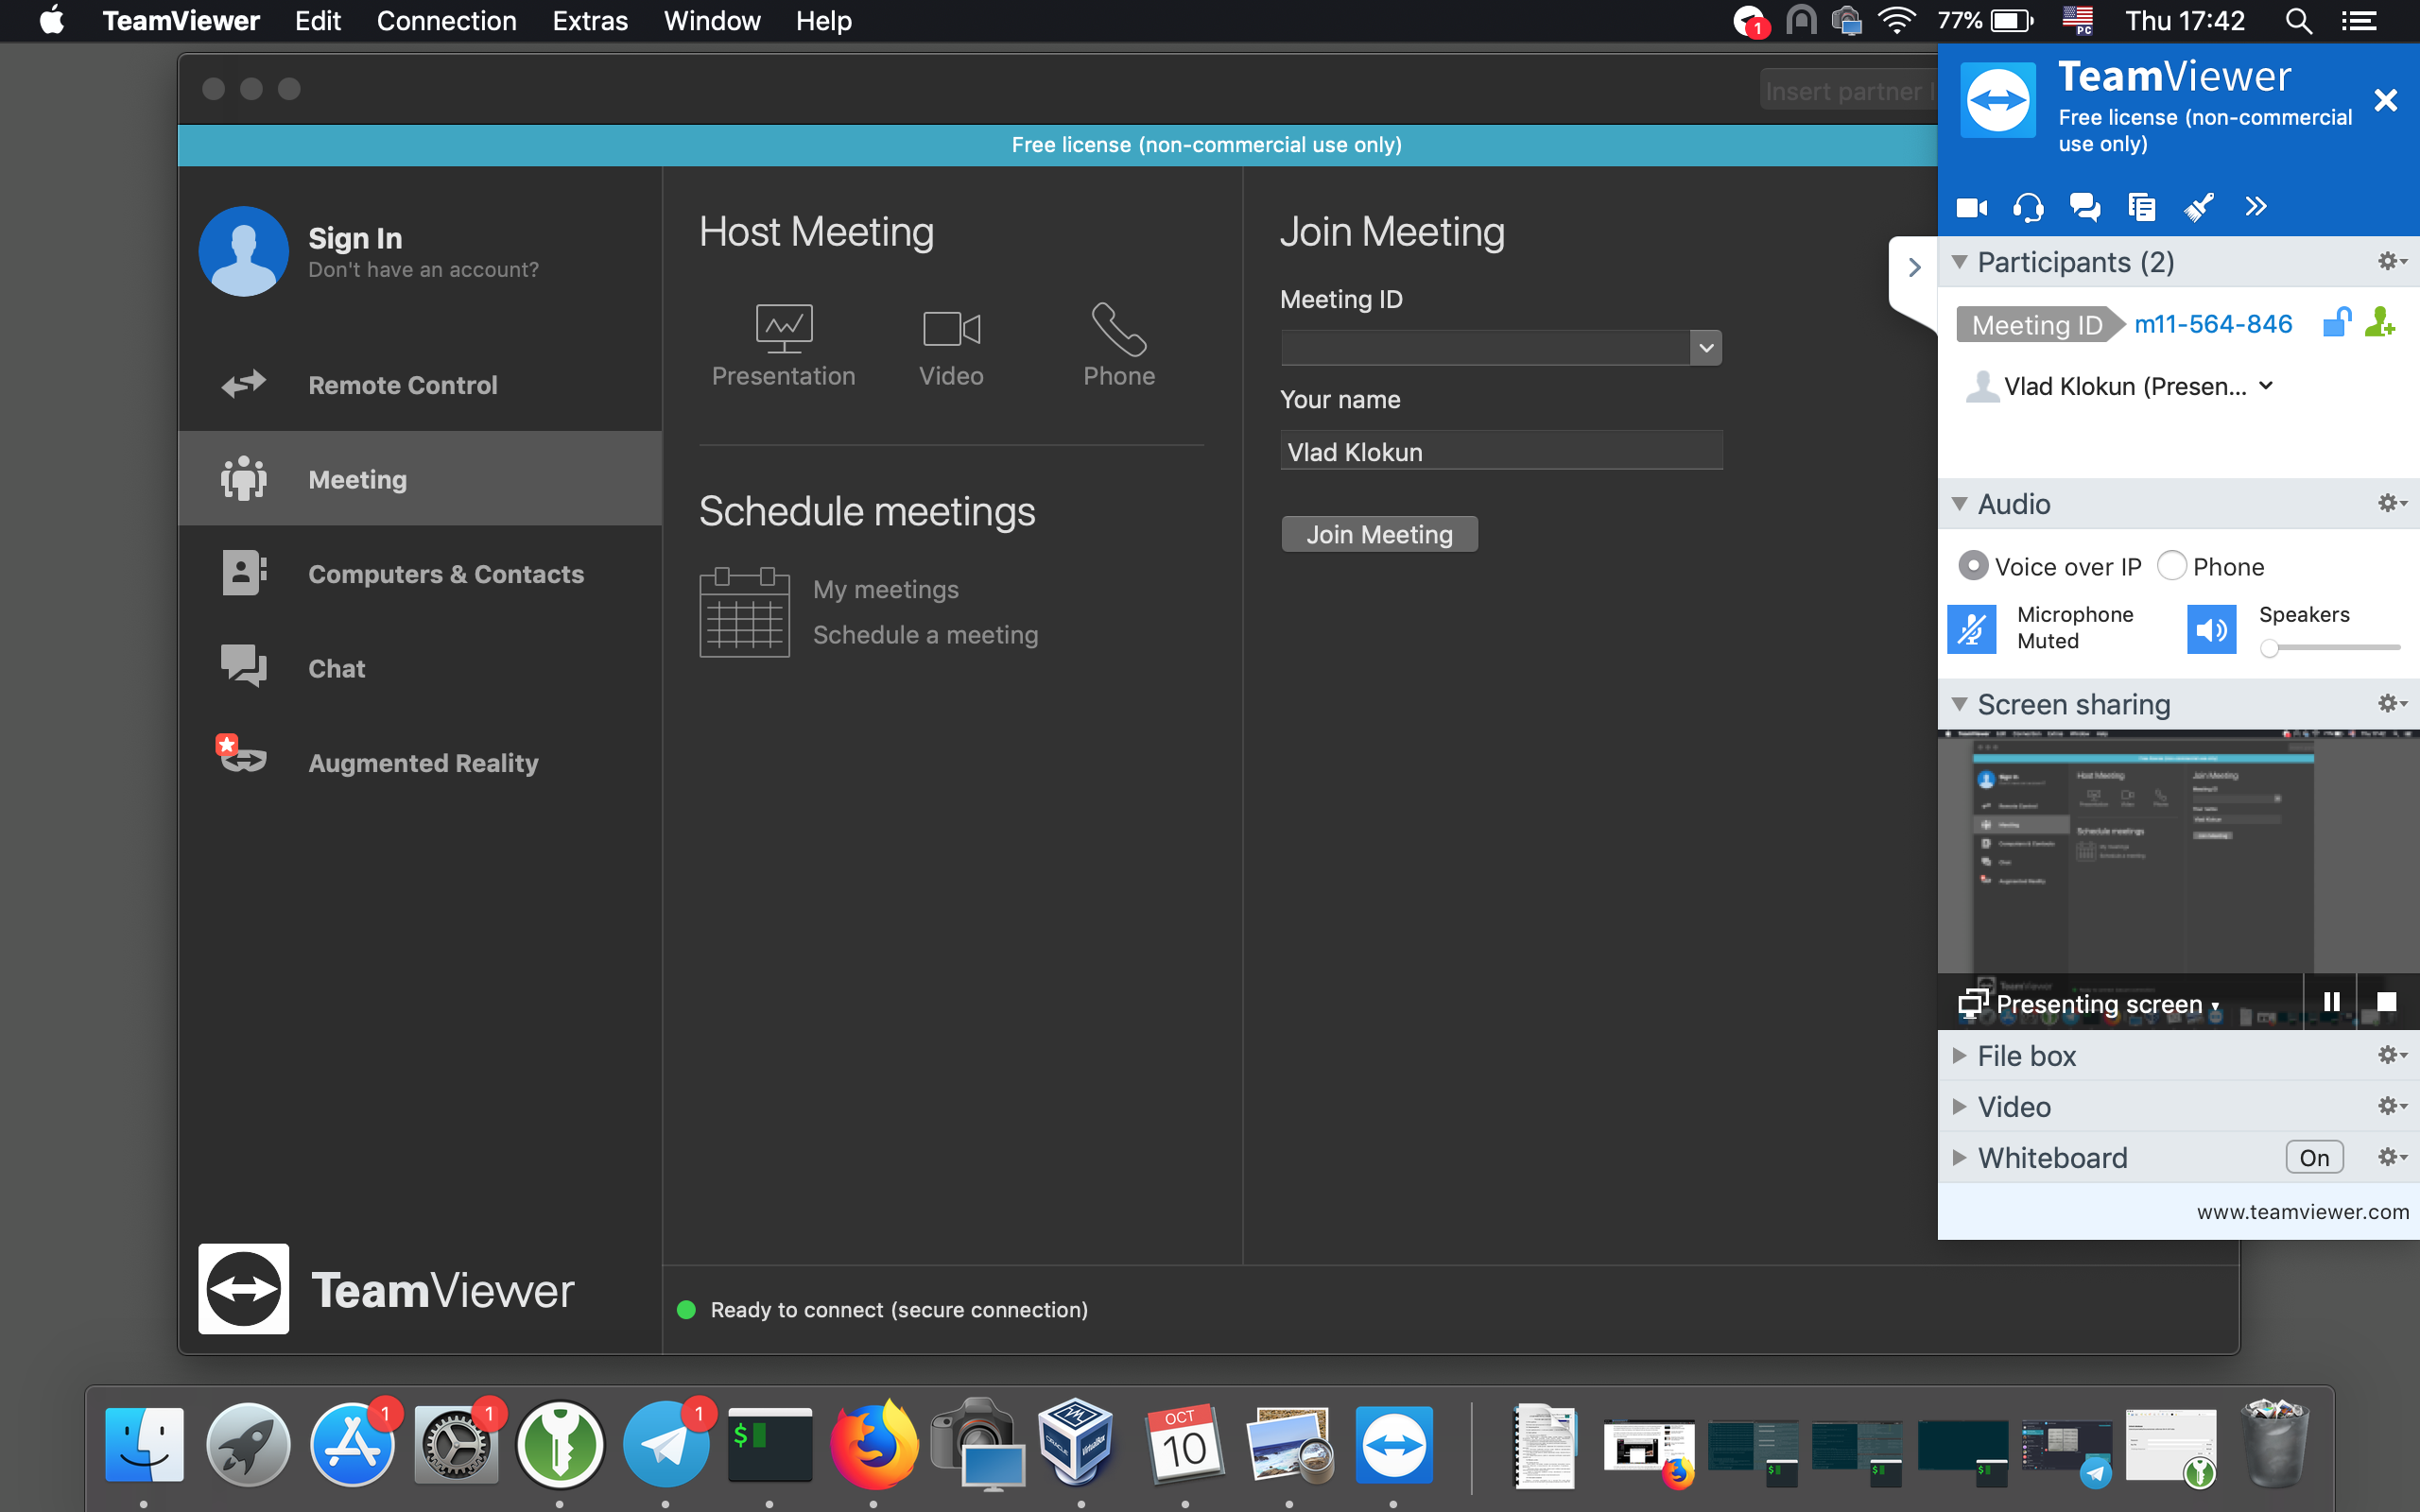 TeamViewer Edit Connection Extras Window Help
1 77% PC Thu 17:42
Insert partner I
Free license (non-commercial use only)
Sign In
Don't have an account?
Remote Control
Meeting
Computers & Contacts
Chat
Augmented Reality
TeamViewer
Host Meeting
Presentation Video Phone
Schedule meetings
My meetings
Schedule a meeting
Join Meeting
Meeting ID
Your name
Vlad Klokun
Join Meeting
Ready to connect (secure connection)
TeamViewer
Free license (non-commercial
use only)
Participants (2)
Meeting ID m11-564-846
Vlad Klokun (Presen...
Audio
Voice over IP Phone
Microphone
Muted
Speakers
Screen sharing
Presenting screen
File box
Video
Whiteboard On
www.teamviewer.com
1 1 1 $
OCT
10